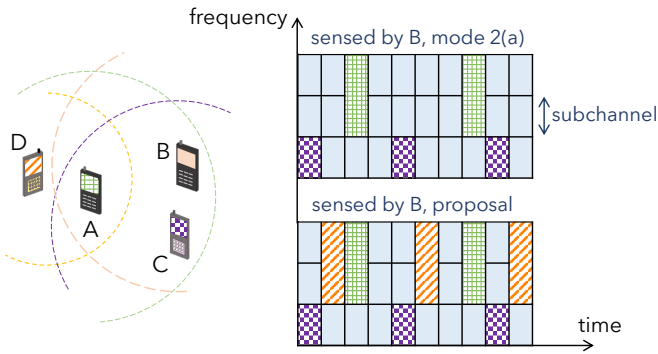 frequency
sensed by B, mode 2(a)
subchannel
D
B
A
C
sensed by B, proposal
time